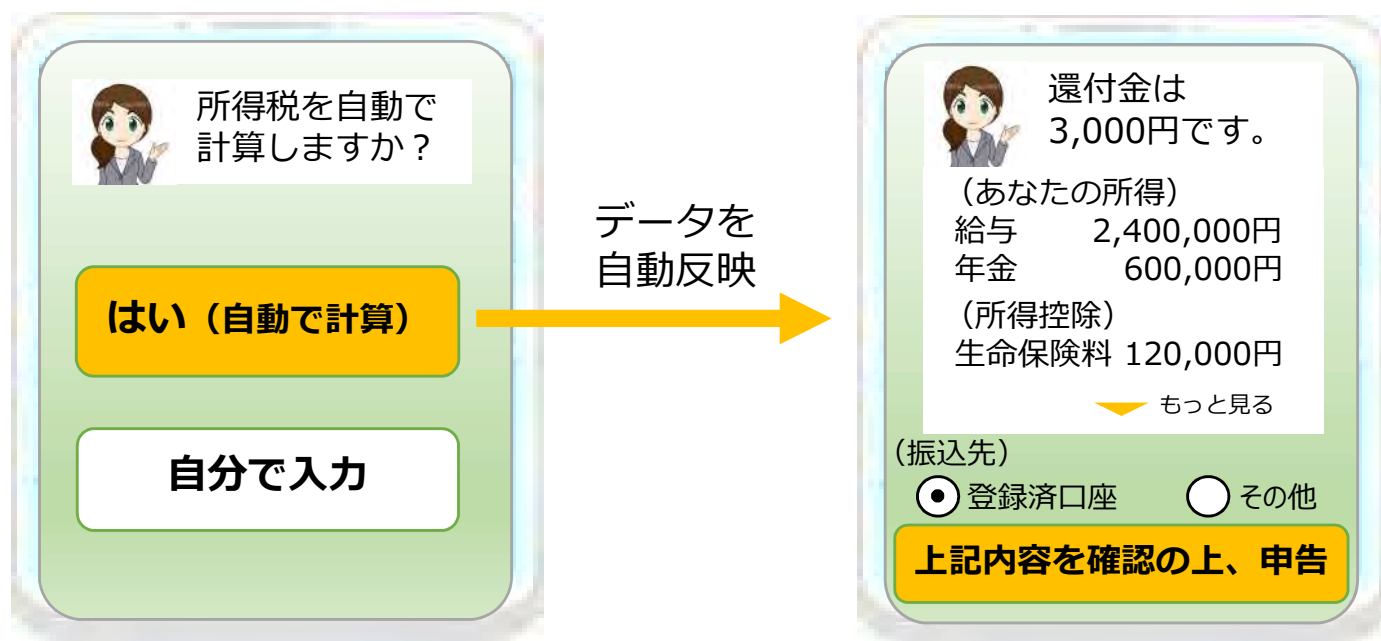 所得税を自動で
計算しますか？
はい（自動で計算）
自分で入力
データを
自動反映
還付金は
3,000円です。
（あなたの所得）
給与 2,400,000円
年金 600,000円
（所得控除）
生命保険料 120,000円
もっと見る
（振込先）
登録済口座 その他
上記内容を確認の上、申告